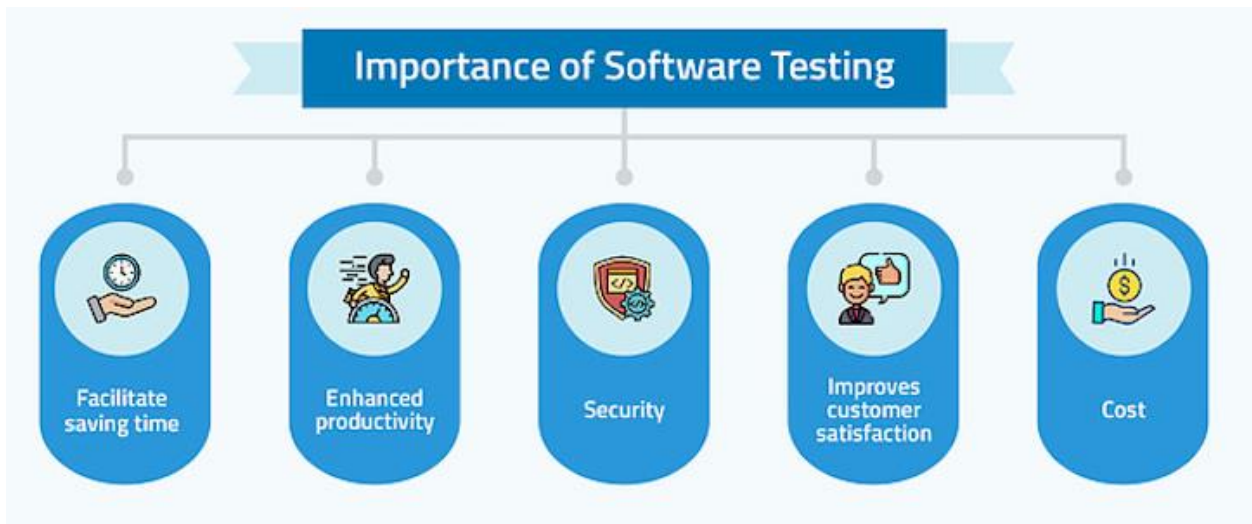 Importance of Software Testing
Facilitate
saving time
Enhanced
productivity
Security
Improves
customer
satisfaction
Cost